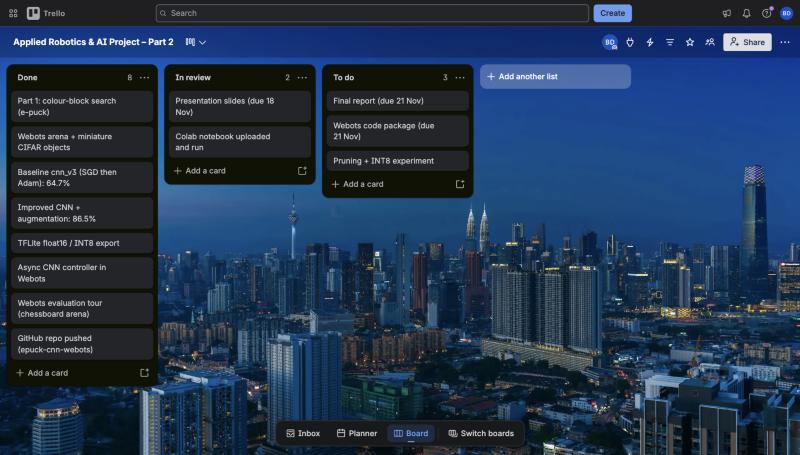 Trello
Search
Create
BD
Applied Robotics & AI Project – Part 2
BD
Share
Done 8
Part 1: colour-block search
(e-puck)
Webots arena + miniature
CIFAR objects
Baseline cnn_v3 (SGD then
Adam): 64.7%
Improved CNN +
augmentation: 86.5%
TFLite float16 / INT8 export
Async CNN controller in
Webots
Webots evaluation tour
(chessboard arena)
GitHub repo pushed
(epuck-cnn-webots)
Add a card
In review 2
Presentation slides (due 18
Nov)
Colab notebook uploaded
and run
Add a card
To do 3
Final report (due 21 Nov)
Webots code package (due
21 Nov)
Pruning + INT8 experiment
Add a card
Add another list
Inbox
Planner
Board
Switch boards